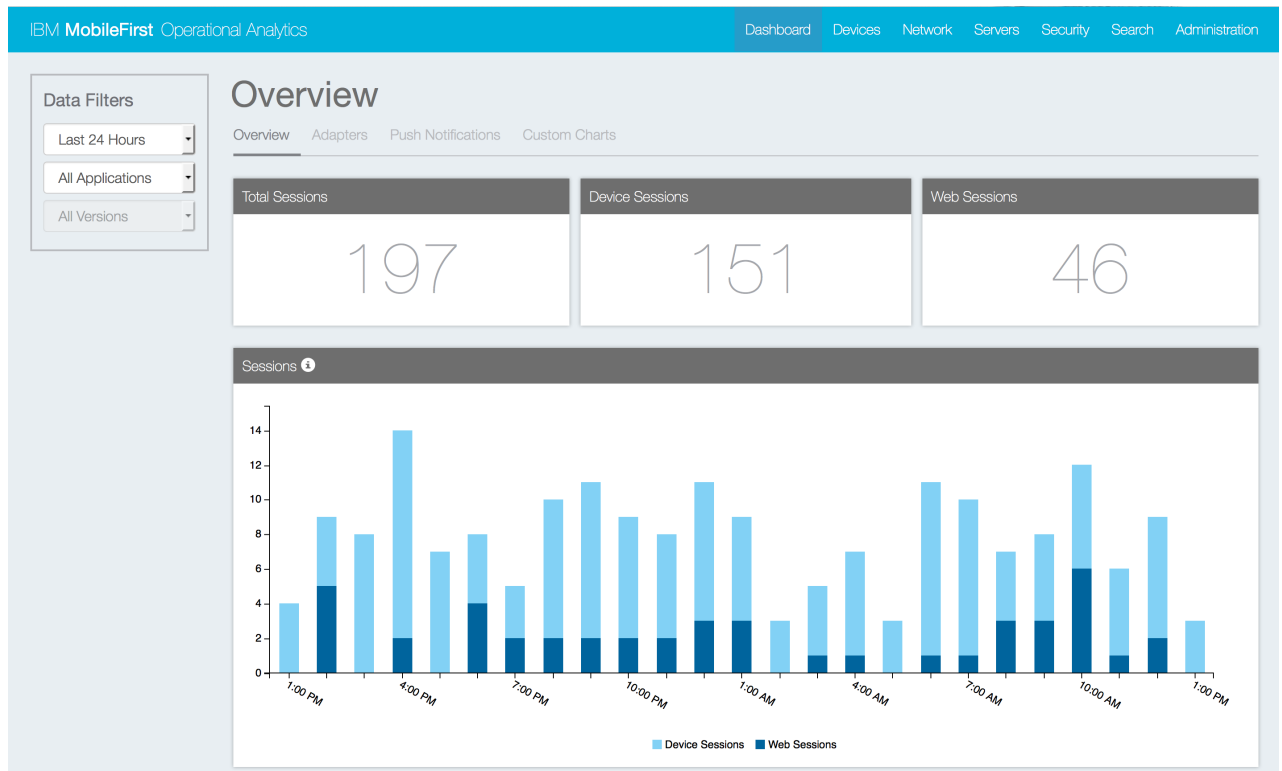 IBM MobileFirst Operational Analytics Dashboard Devices Network Servers Security Search Administration
Data Filters
Last 24 Hours
All Applications
All Versions
Overview
Overview Adapters Push Notifications Custom Charts
Total Sessions
197
Device Sessions
151
Web Sessions
46
Sessions
14
12
10
8
6
4
2
0
1:00 PM 4:00 PM 7:00 PM 10:00 PM 1:00 AM 4:00 AM 7:00 AM 10:00 AM 1:00 PM
Device Sessions Web Sessions